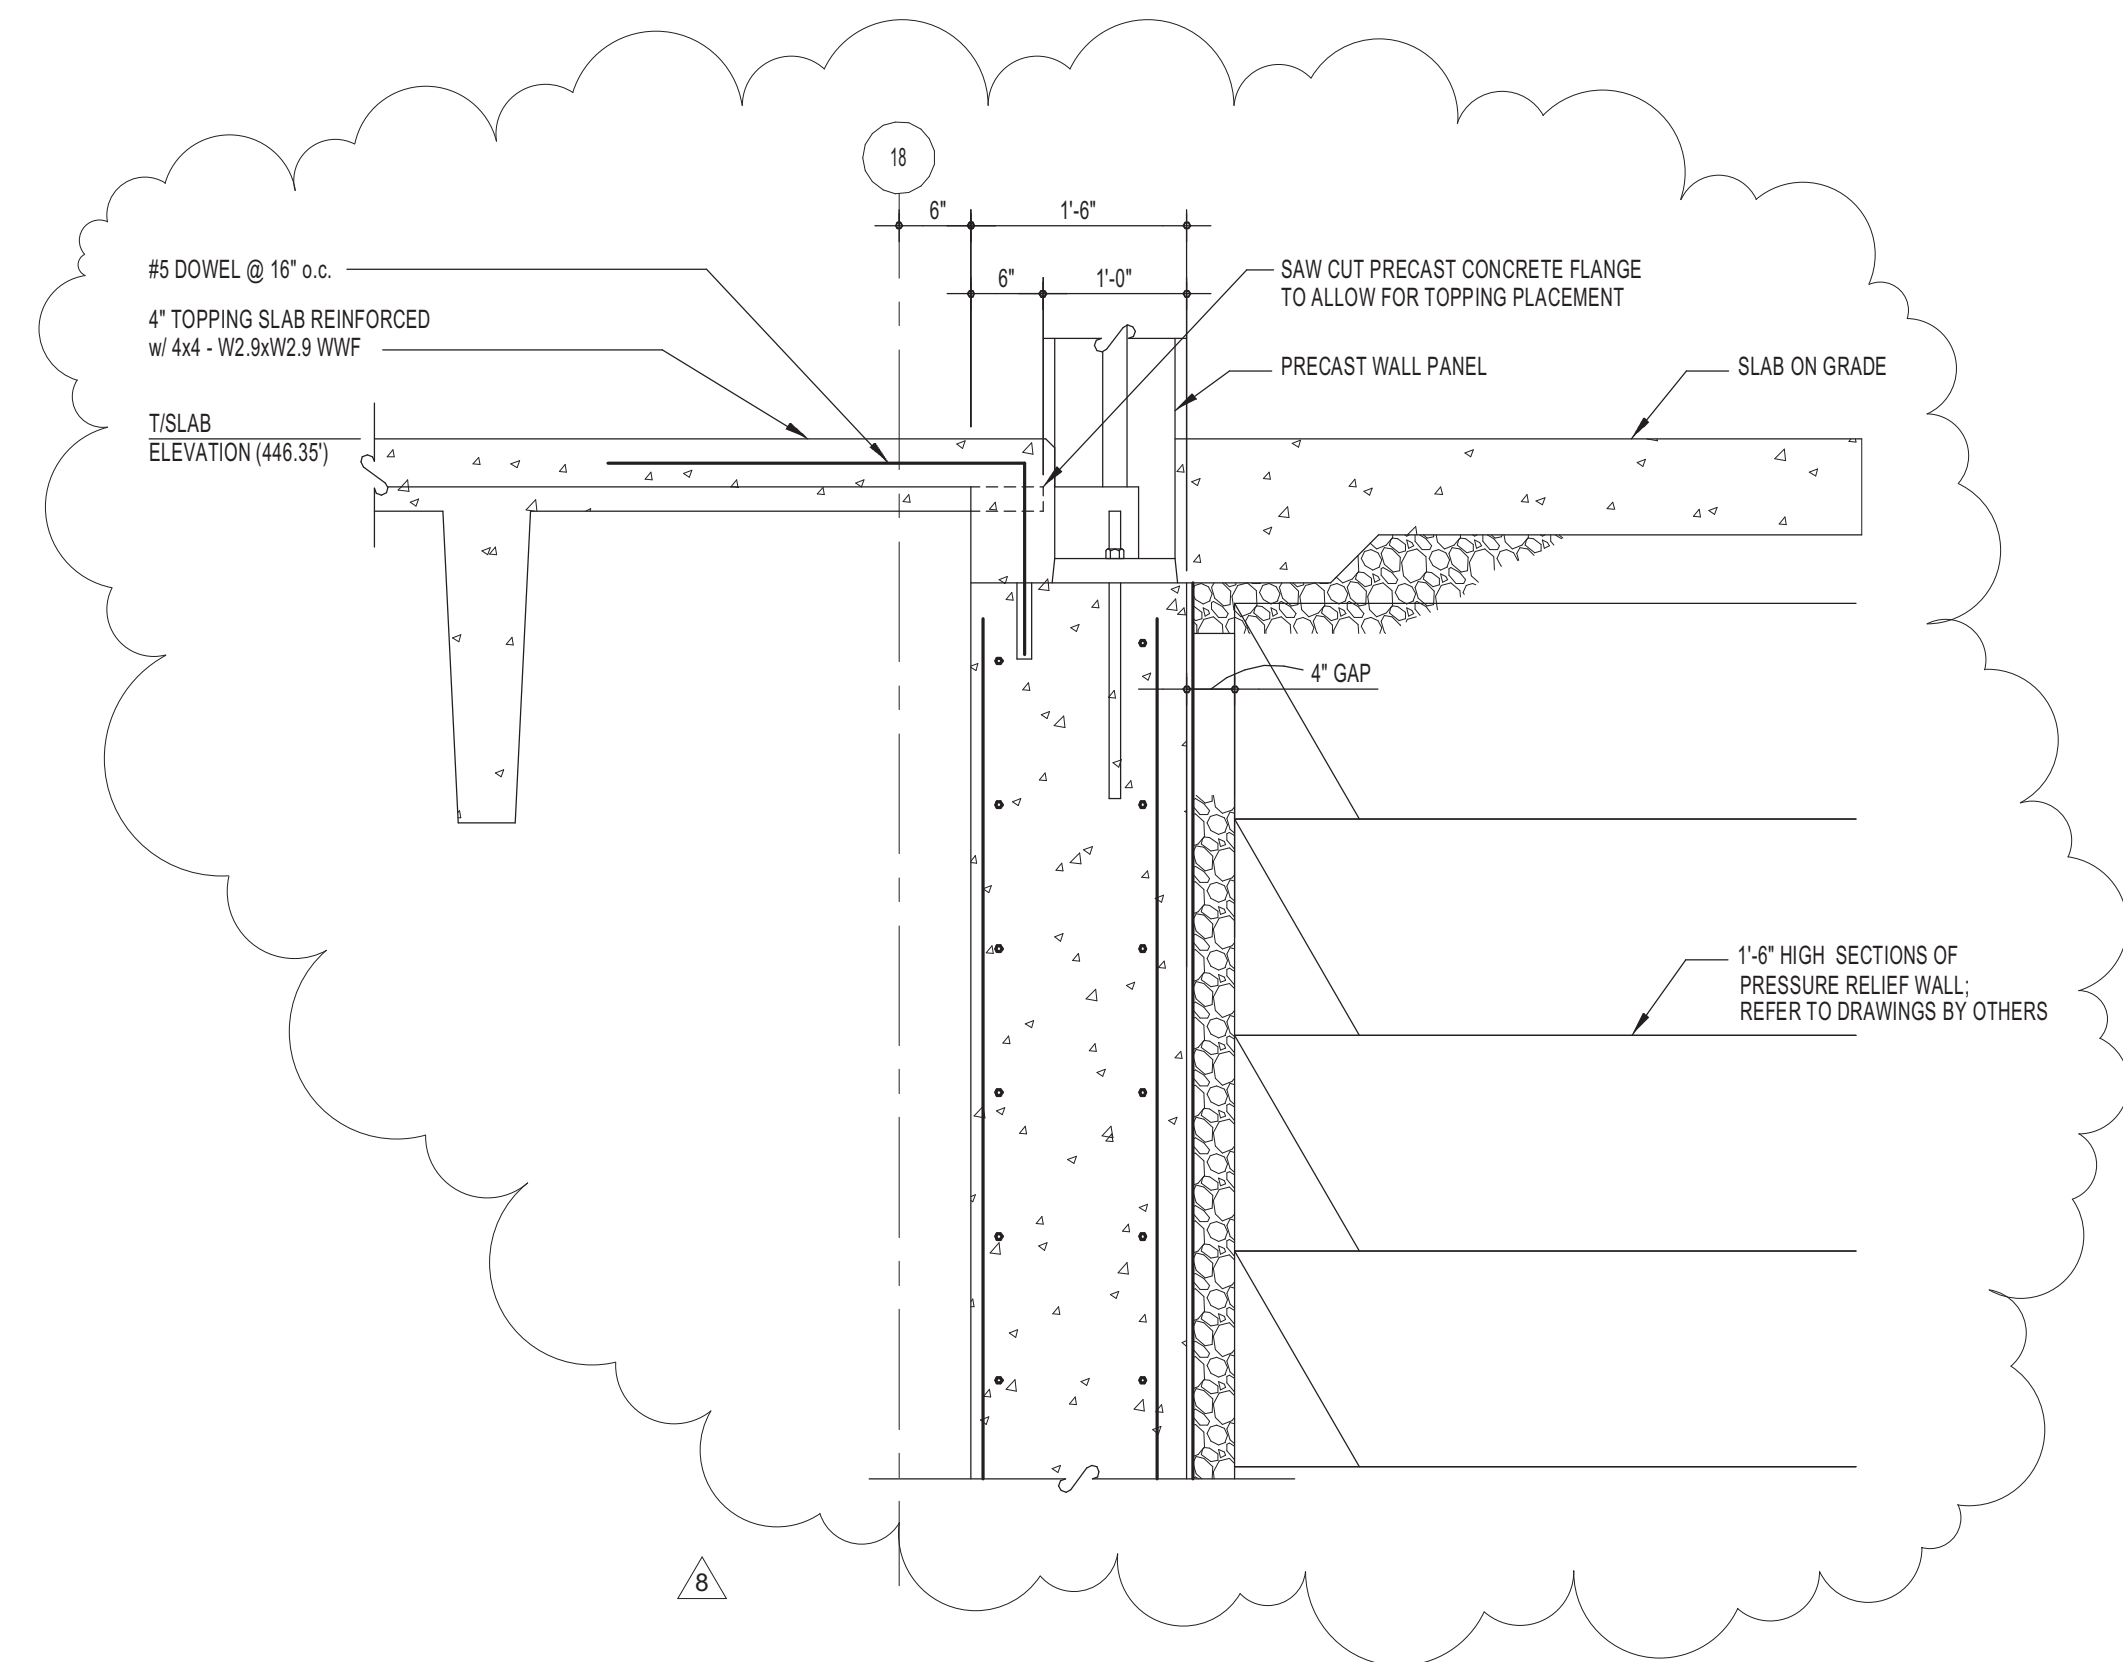 18
6"
1'-6"
#5 DOWEL @ 16" o.c.
6"
1'-0"
SAW CUT PRECAST CONCRETE FLANGE
TO ALLOW FOR TOPPING PLACEMENT
4" TOPPING SLAB REINFORCED
w/ 4x4 - W2.9xW2.9 WWF
PRECAST WALL PANEL
SLAB ON GRADE
T/SLAB
ELEVATION (446.35')
4" GAP
1'-6" HIGH SECTIONS OF
PRESSURE RELIEF WALL;
REFER TO DRAWINGS BY OTHERS
8